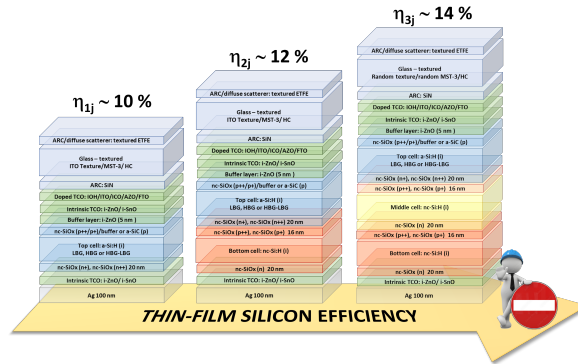 η1j ~ 10 %
ARC/diffuse scatterer: textured ETFE
Glass – textured
ITO Texture/MST-3/ HC
ARC: SiN
Doped TCO: IOH/ITO/ICO/AZO/FTO
Intrinsic TCO: i-ZnO/ i-SnO
Buffer layer: i-ZnO (5 nm )
nc-SiOx (p++/p+)/buffer or a-SiC (p)
Top cell: a-Si:H (i)
LBG, HBG or HBG-LBG
nc-SiOx (n+), nc-SiOx (n++) 20 nm
Intrinsic TCO: i-ZnO/ i-SnO
Ag 100 nm
η2j ~ 12 %
ARC/diffuse scatterer: textured ETFE
Glass – textured
ITO Texture/MST-3/ HC
ARC: SiN
Doped TCO: IOH/ITO/ICO/AZO/FTO
Intrinsic TCO: i-ZnO/ i-SnO
Buffer layer: i-ZnO (5 nm )
nc-SiOx (p++/p+)/buffer or a-SiC (p)
Top cell: a-Si:H (i)
LBG, HBG or HBG-LBG
nc-SiOx (n+), nc-SiOx (n++) 20 nm
nc-SiOx (p++), nc-SiOx (p+) 16 nm
Bottom cell: nc-Si:H (i)
nc-SiOx (n) 20 nm
Intrinsic TCO: i-ZnO/ i-SnO
Ag 100 nm
η3j ~ 14 %
ARC/diffuse scatterer: textured ETFE
Glass – textured
Random texture/random MST-3/HC
ARC: SiN
Doped TCO: IOH/ITO/ICO/AZO/FTO
Intrinsic TCO: i-ZnO/ i-SnO
Buffer layer: i-ZnO (5 nm )
nc-SiOx (p++/p+)/buffer or a-SiC (p)
Top cell: a-Si:H (i)
LBG, HBG or HBG-LBG
nc-SiOx (n+), nc-SiOx (n++) 20 nm
nc-SiOx (p++), nc-SiOx (p+) 16 nm
Middle cell: nc-Si:H (i)
nc-SiOx (p++), nc-SiOx (p+) 16 nm
Bottom cell: nc-Si:H (i)
nc-SiOx (n) 20 nm
Intrinsic TCO: i-ZnO/ i-SnO
Ag 100 nm
THIN-FILM SILICON EFFICIENCY